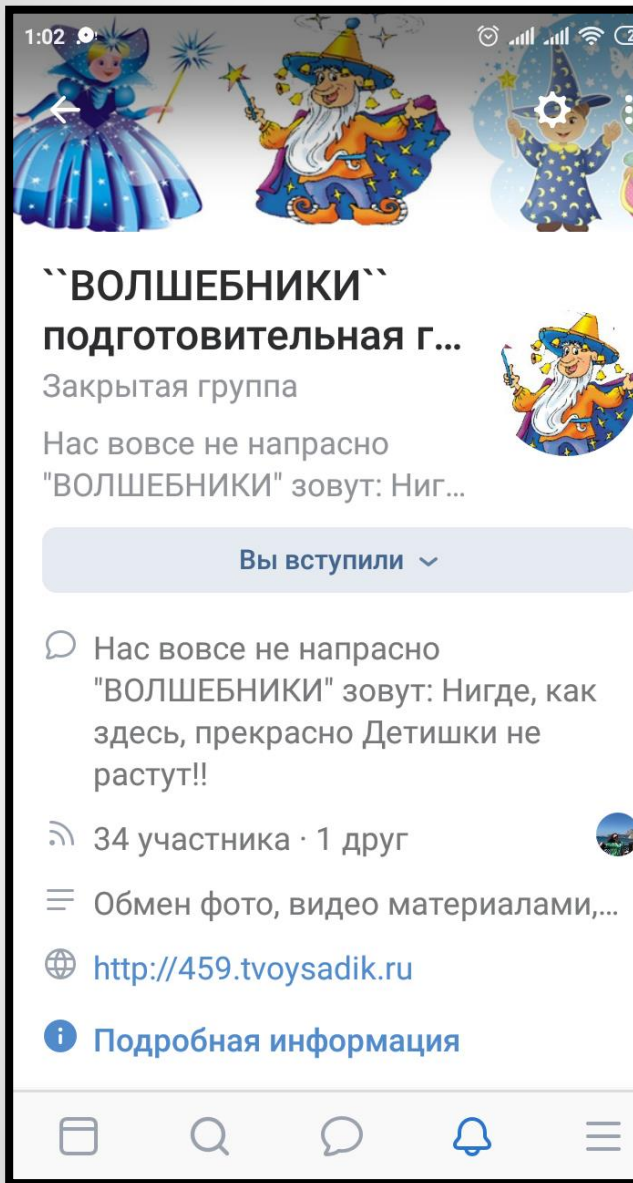 1:02
``ВОЛШЕБНИКИ``
подготовительная г...
Закрытая группа
Нас вовсе не напрасно
"ВОЛШЕБНИКИ" зовут: Ниг...
Вы вступили
Нас вовсе не напрасно
"ВОЛШЕБНИКИ" зовут: Нигде, как
здесь, прекрасно Детишки не
растут!!
34 участника · 1 друг
Обмен фото, видео материалами,...
http://459.tvoysadik.ru
Подробная информация